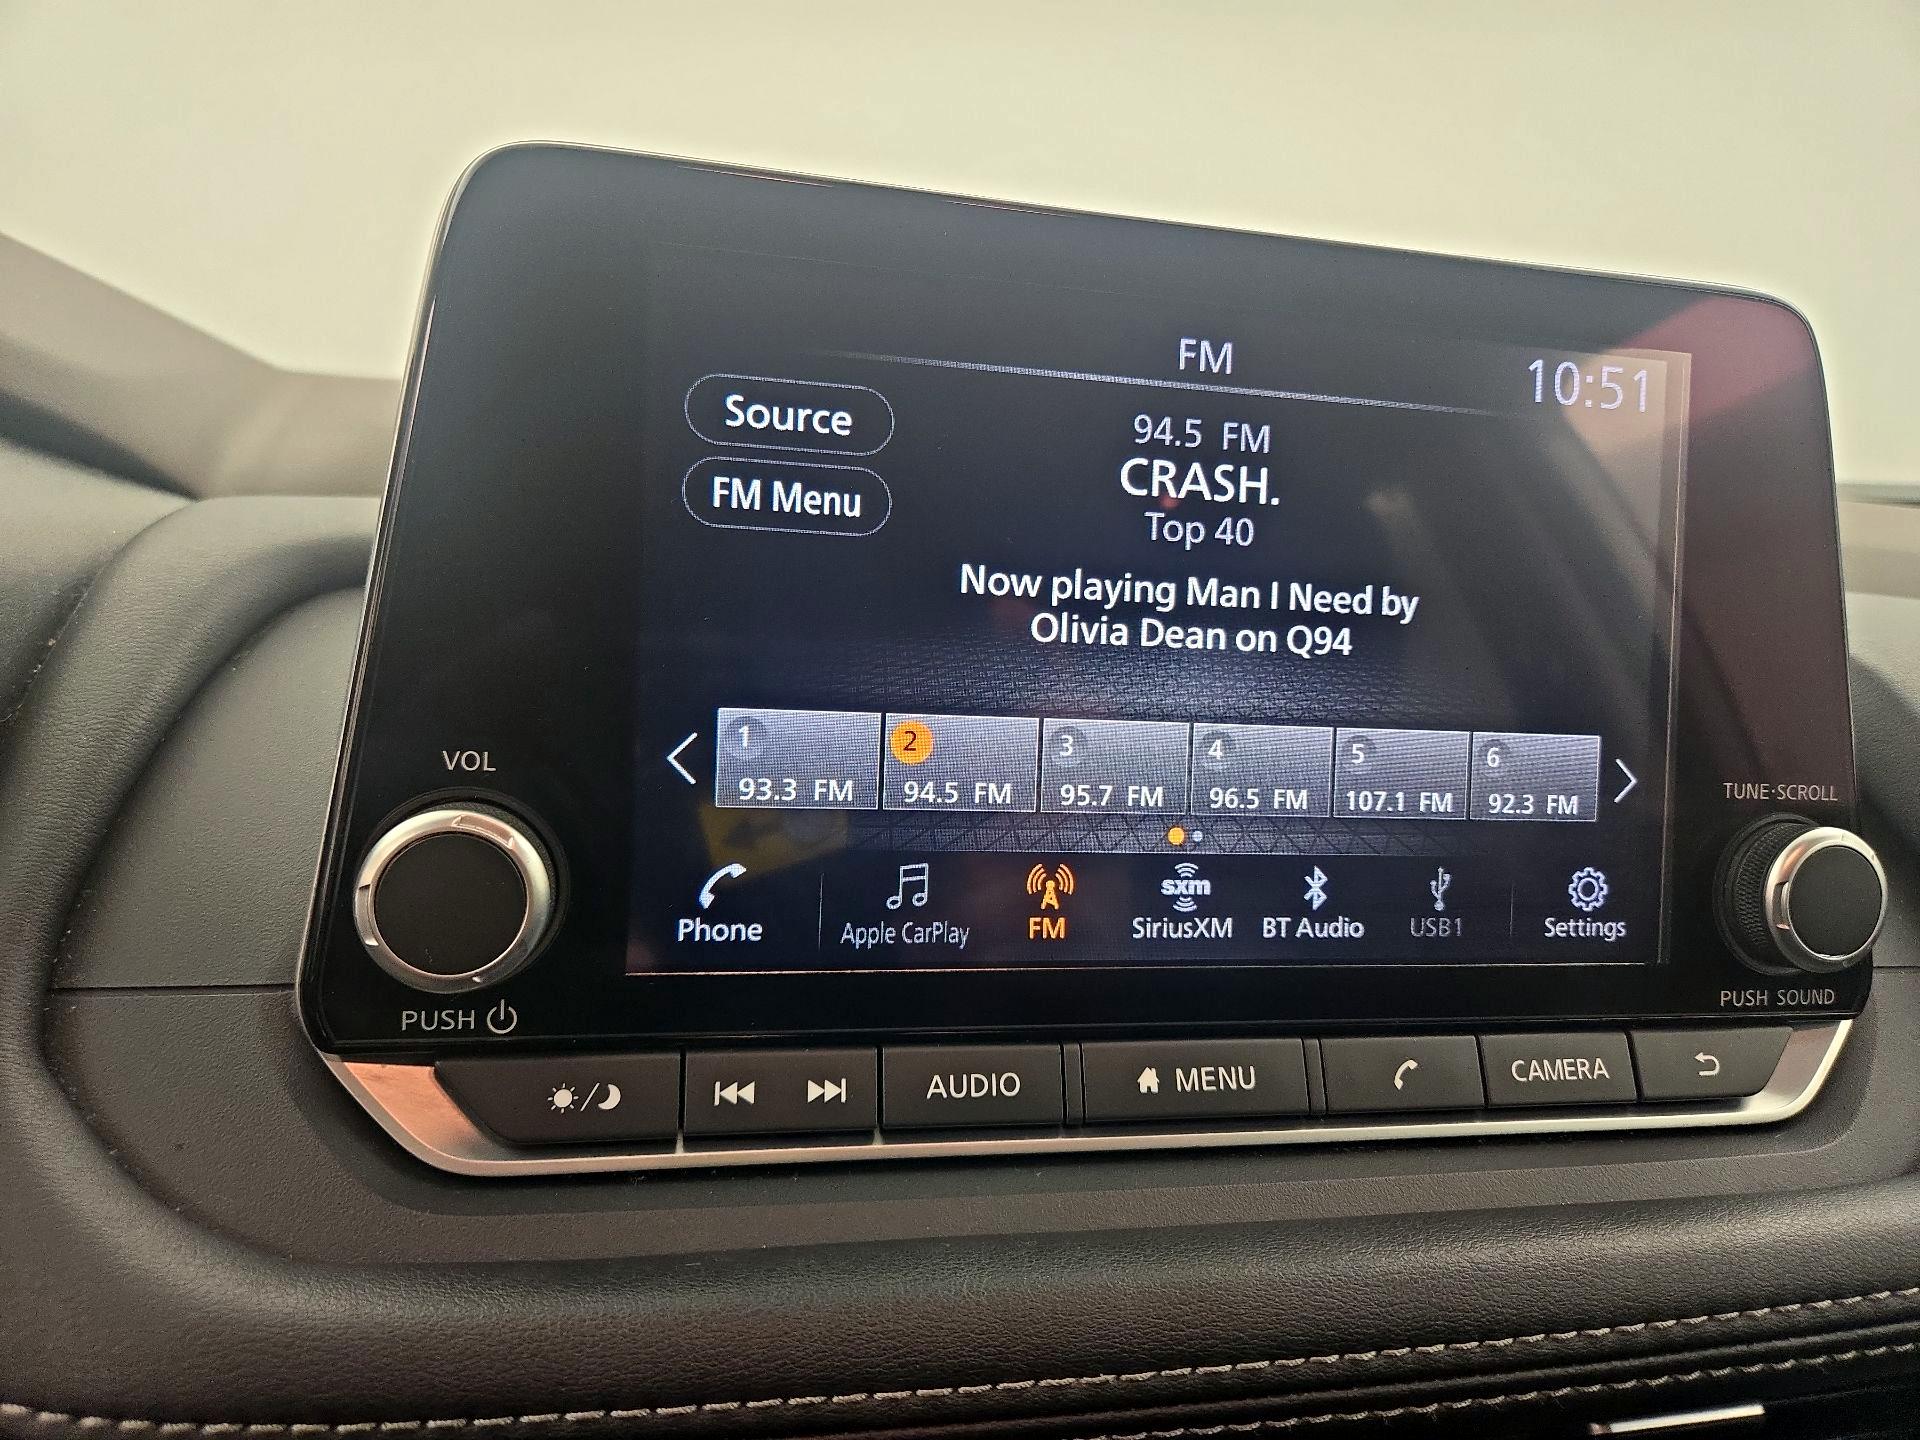 FM
10:51
Source
FM Menu
94.5 FM
CRASH.
Top 40
Now playing Man I Need by
Olivia Dean on Q94
1
93.3 FM
2
94.5 FM
3
95.7 FM
4
96.5 FM
5
107.1 FM
6
92.3 FM
Phone
Apple CarPlay
FM
sxm
SiriusXM
BT Audio
USB1
Settings
VOL
PUSH
TUNE·SCROLL
PUSH SOUND
AUDIO
MENU
CAMERA